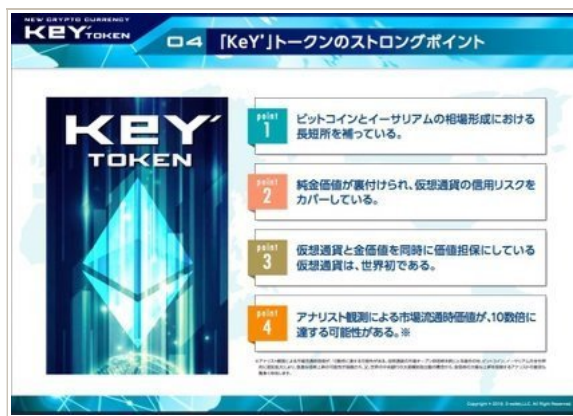 NEW CRYPTO CURRENCY
KEY' TOKEN
04 「KeY'」トークンのストロングポイント
KEY'
TOKEN
point
1
ビットコインとイーサリアムの相場形成における
長短所を補っている。
point
2
純金価値が裏付けられ、仮想通貨の信用リスクを
カバーしている。
point
3
仮想通貨と金価値を同時に価値担保にしている
仮想通貨は、世界初である。
point
4
アナリスト観測による市場流通時価値が、10数倍に
達する可能性がある。※